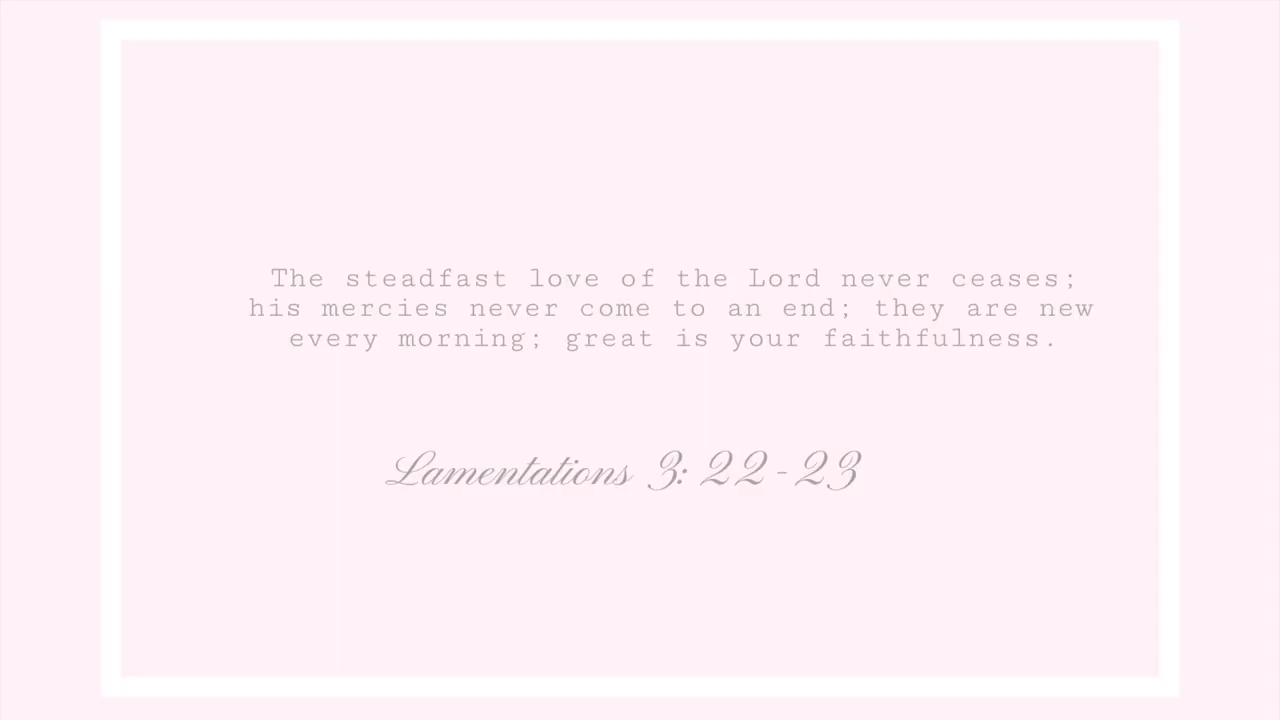 The steadfast love of the Lord never ceases;
his mercies never come to an end; they are new
every morning; great is your faithfulness.
Lamentations 3: 22-23